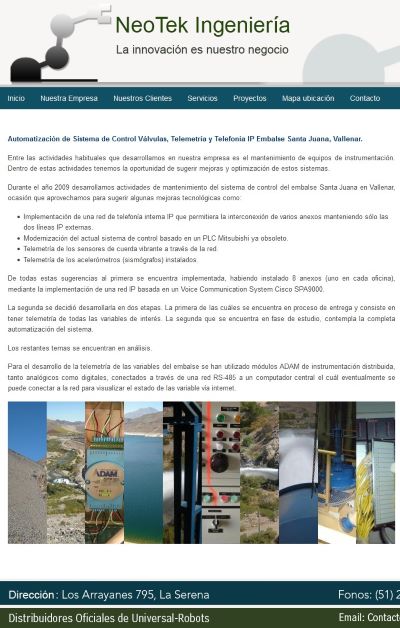 NeoTek Ingeniería
La innovación es nuestro negocio
Inicio Nuestra Empresa Nuestros Clientes Servicios Proyectos Mapa ubicación Contacto
Automatización de Sistema de Control Válvulas, Telemetría y Telefonia IP Embalse Santa Juana, Vallenar.
Entre las actividades habituales que desarrollamos en nuestra empresa es el mantenimiento de equipos de instrumentación.
Dentro de estas actividades tenemos la oportunidad de sugerir mejoras y optimización de estos sistemas.
Durante el año 2009 desarrollamos actividades de mantenimiento del sistema de control del embalse Santa Juana en Vallenar,
ocasión que aprovechamos para sugerir algunas mejoras tecnológicas como:
Implementación de una red de telefonía interna IP que permitiera la interconexión de varios anexos manteniendo sólo las
dos líneas IP externas.
Modernización del actual sistema de control basado en un PLC Mitsubishi ya obsoleto.
Telemetría de los sensores de cuerda vibrante a través de la red.
Telemetría de los acelerómetros (sismógrafos) instalados.
De todas estas sugerencias al primera se encuentra implementada, habiendo instalado 8 anexos (uno en cada oficina),
mediante la implementación de una red IP basada en un Voice Communication System Cisco SPA9000.
La segunda se decidió desarrollarla en dos etapas. La primera de las cuáles se encuentra en proceso de entrega y consiste en
tener telemetría de todas las variables de interés. La segunda que se encuentra en fase de estudio, contempla la completa
automatización del sistema.
Los restantes temas se encuentran en análisis.
Para el desarrollo de la telemetría de las variables del embalse se han utilizado módulos ADAM de instrumentación distribuida,
tanto analógicos como digitales, conectados a través de una red RS-485 a un computador central el cuál eventualmente se
puede conectar a la red para visualizar el estado de las variable vía internet.
ADAM
Dirección : Los Arrayanes 795, La Serena Fonos: (51) 2
Distribuidores Oficiales de Universal-Robots Email: Contact